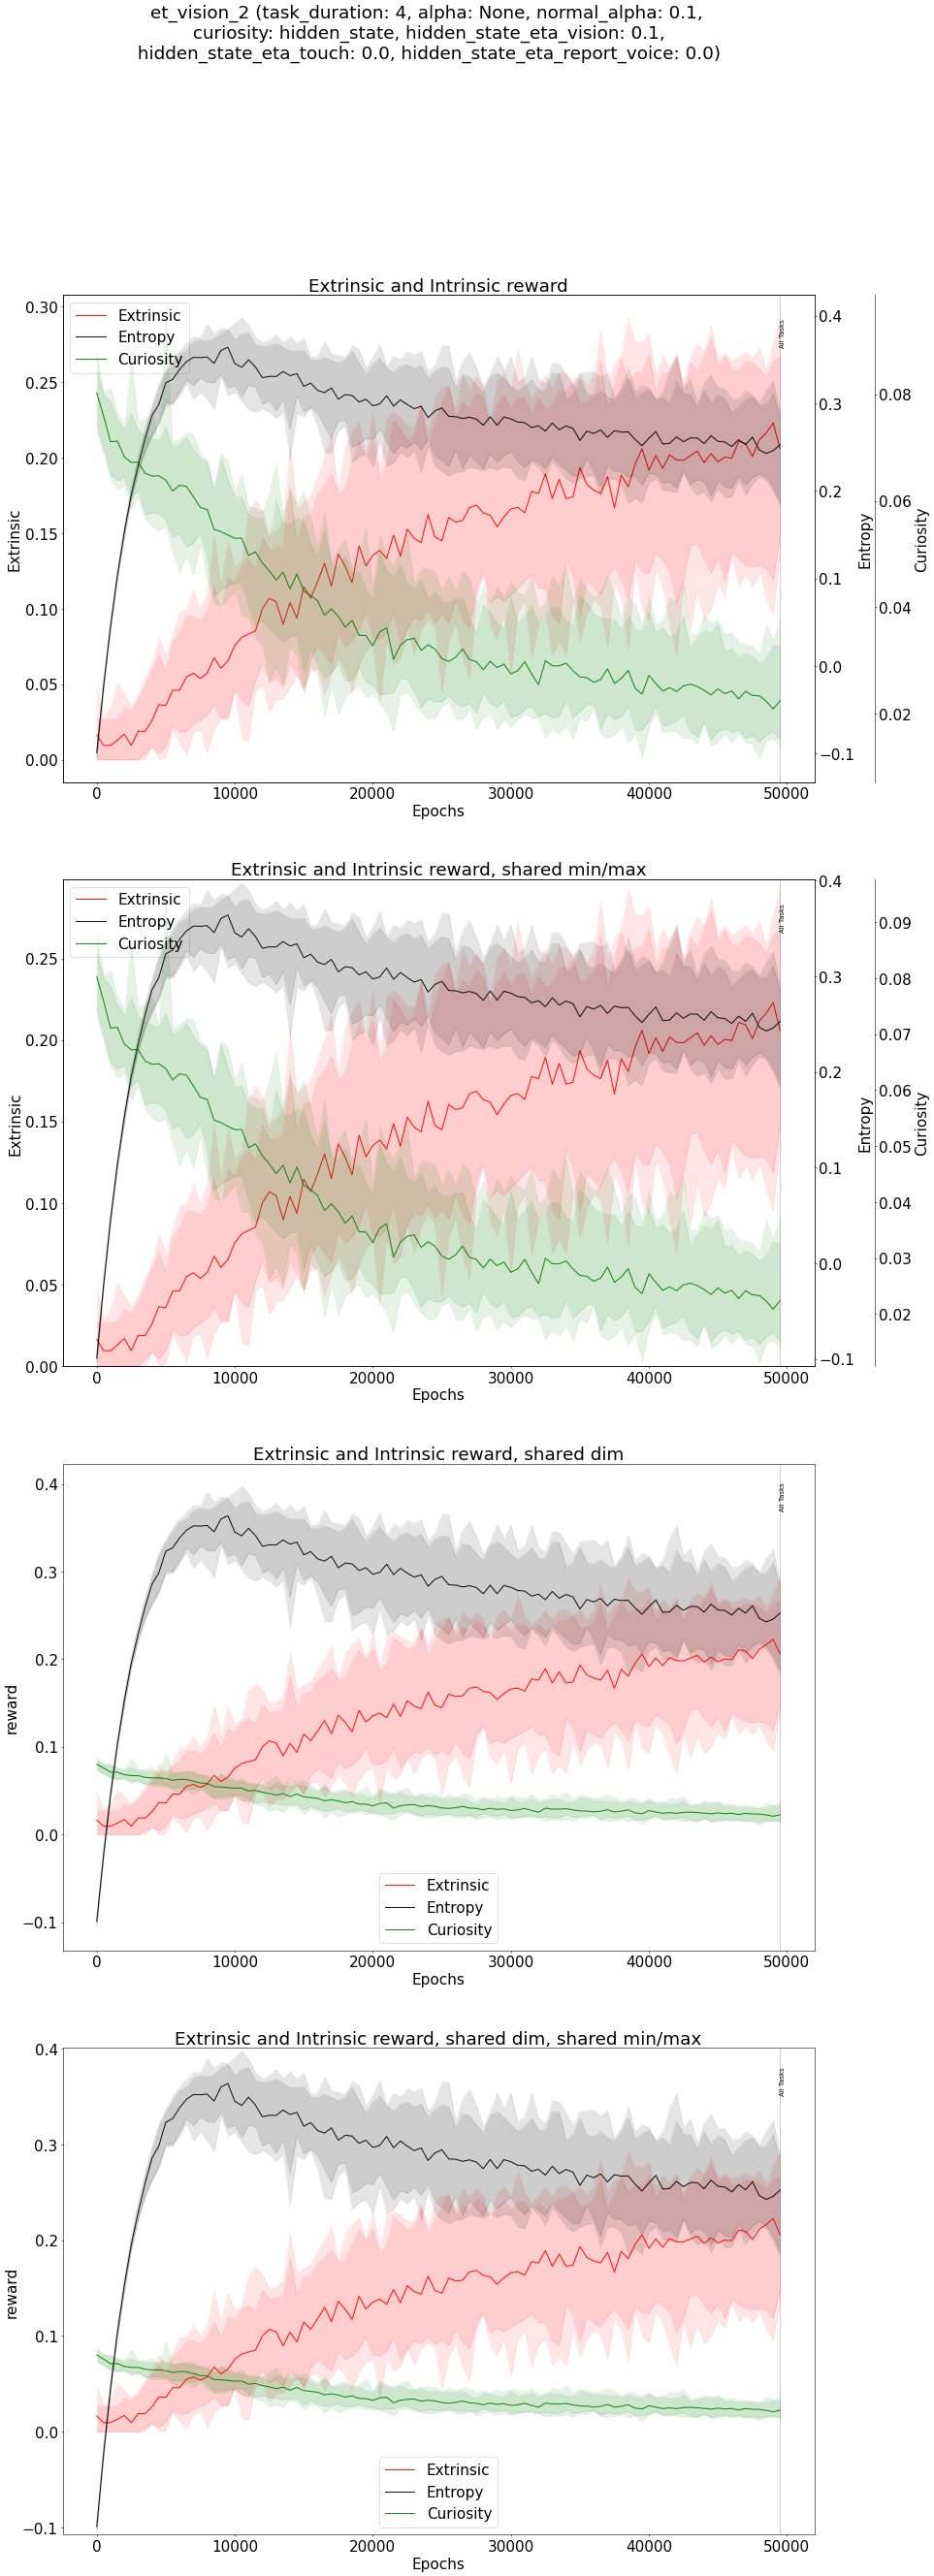 et_vision_2 (task_duration: 4, alpha: None, normal_alpha: 0.1,
curiosity: hidden_state, hidden_state_eta_vision: 0.1,
hidden_state_eta_touch: 0.0, hidden_state_eta_report_voice: 0.0)
Extrinsic and Intrinsic reward
Extrinsic
Entropy
Curiosity
All Tasks
0.30
0.25
0.20
0.15
0.10
0.05
0.00
Extrinsic
0.4
0.3
0.2
0.1
0.0
−0.1
Entropy
0.08
0.06
0.04
0.02
Curiosity
0 10000 20000 30000 40000 50000
Epochs
Extrinsic and Intrinsic reward, shared min/max
Extrinsic
Entropy
Curiosity
All Tasks
0.25
0.20
0.15
0.10
0.05
0.00
Extrinsic
0.4
0.3
0.2
0.1
0.0
−0.1
Entropy
0.09
0.08
0.07
0.06
0.05
0.04
0.03
0.02
Curiosity
0 10000 20000 30000 40000 50000
Epochs
Extrinsic and Intrinsic reward, shared dim
All Tasks
0.4
0.3
0.2
0.1
0.0
−0.1
reward
Extrinsic
Entropy
Curiosity
0 10000 20000 30000 40000 50000
Epochs
Extrinsic and Intrinsic reward, shared dim, shared min/max
All Tasks
0.4
0.3
0.2
0.1
0.0
−0.1
reward
Extrinsic
Entropy
Curiosity
0 10000 20000 30000 40000 50000
Epochs